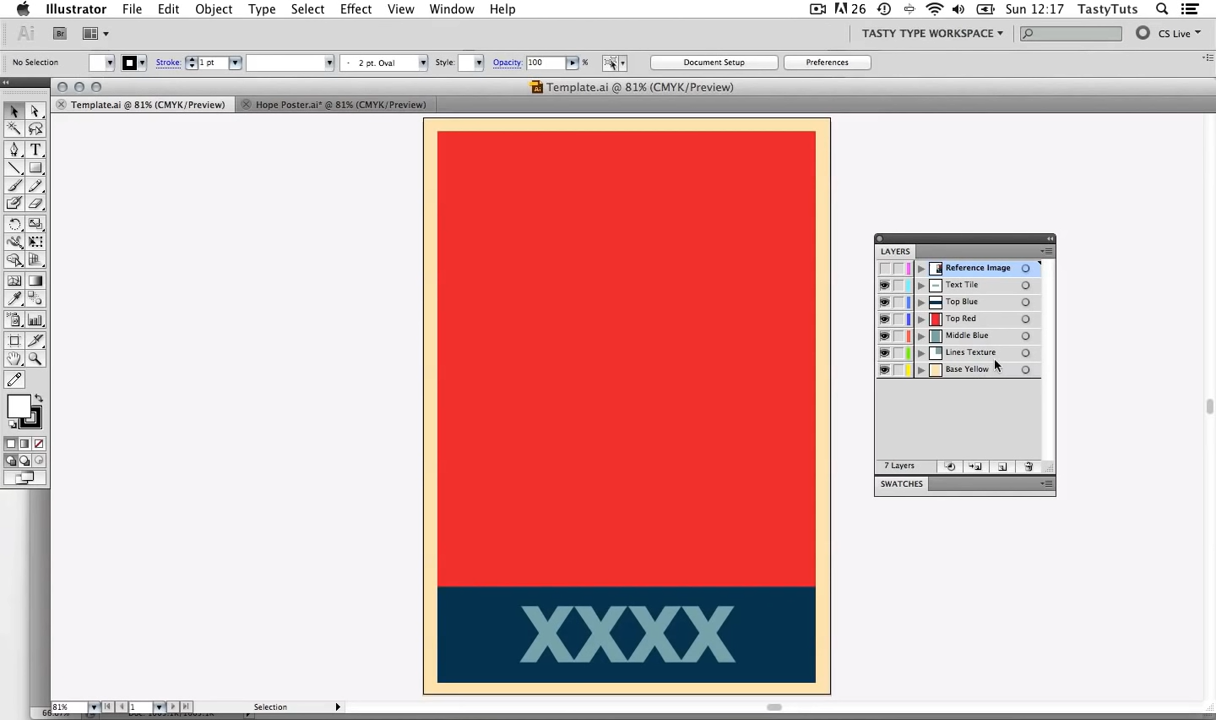 Illustrator File Edit Object Type Select Effect View Window Help 26 Sun 12:17 TastyTuts
Ai Br TASTY TYPE WORKSPACE CS Live
No Selection Stroke: 1 pt 2 pt. Oval Style: Opacity: 100 % Document Setup Preferences
Template.ai @ 81% (CMYK/Preview)
Template.ai @ 81% (CMYK/Preview) Hope Poster.ai* @ 81% (CMYK/Preview)
LAYERS
Reference Image
Text Tile
Top Blue
Top Red
Middle Blue
Lines Texture
Base Yellow
7 Layers
SWATCHES
XXXX
81% 1 Selection